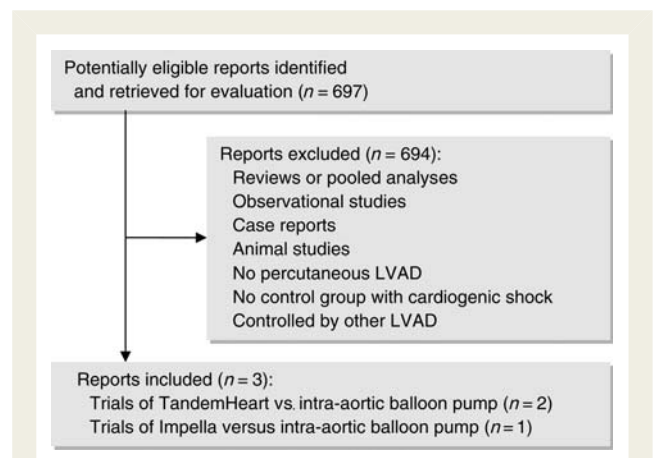 Potentially eligible reports identified
and retrieved for evaluation (n = 697)
Reports excluded (n = 694):
Reviews or pooled analyses
Observational studies
Case reports
Animal studies
No percutaneous LVAD
No control group with cardiogenic shock
Controlled by other LVAD
Reports included (n = 3):
Trials of TandemHeart vs. intra-aortic balloon pump (n = 2)
Trials of Impella versus intra-aortic balloon pump (n = 1)